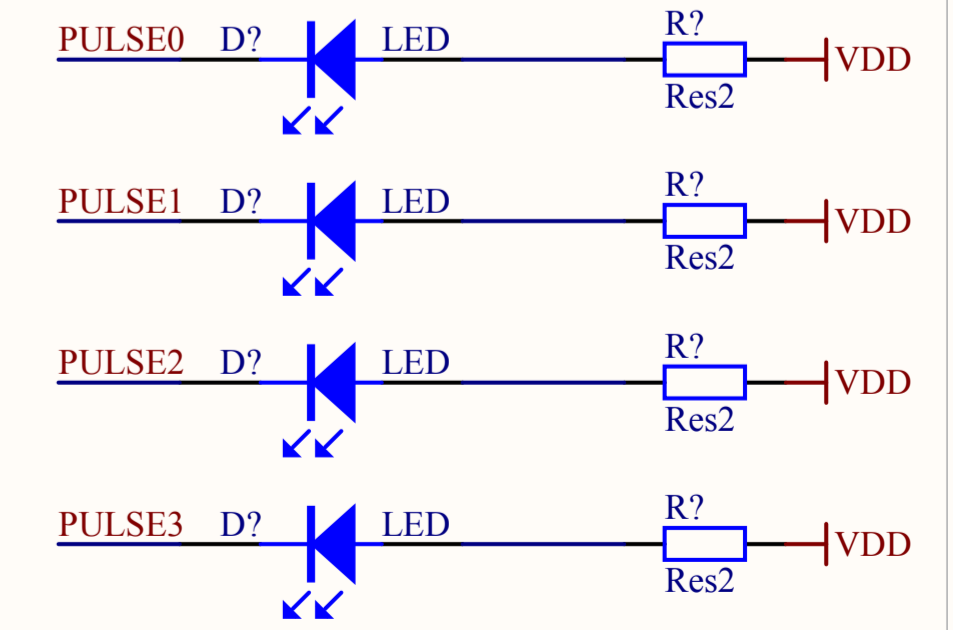 R?
PULSE0 D? LED VDD
Res2
R?
PULSE1 D? LED VDD
Res2
R?
PULSE2 D? LED VDD
Res2
R?
PULSE3 D? LED VDD
Res2